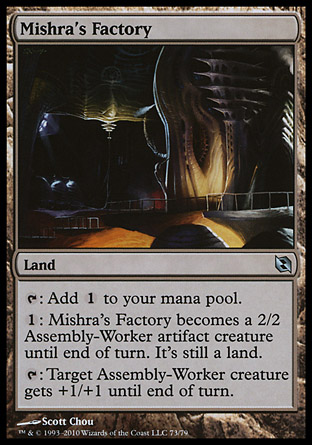 Mishra's Factory
Land
: Add 1 to your mana pool.
1: Mishra's Factory becomes a 2/2
Assembly-Worker artifact creature
until end of turn. It's still a land.
: Target Assembly-Worker creature
gets +1/+1 until end of turn.
Scott Chou
™ & © 1993–2010 Wizards of the Coast LLC 73/79